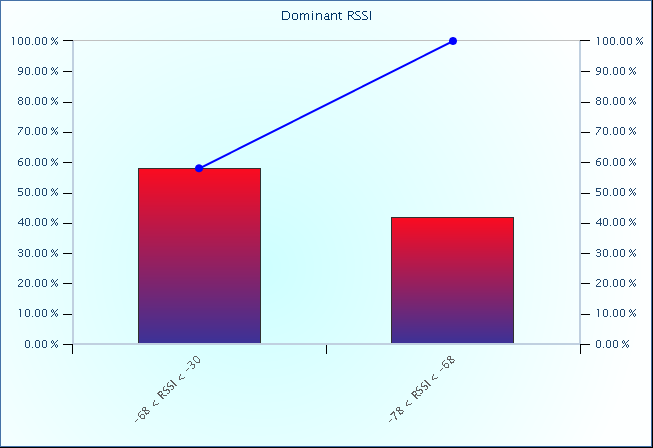 Dominant RSSI
100.00 % 100.00 %
90.00 % 90.00 %
80.00 % 80.00 %
70.00 % 70.00 %
60.00 % 60.00 %
50.00 % 50.00 %
40.00 % 40.00 %
30.00 % 30.00 %
20.00 % 20.00 %
10.00 % 10.00 %
0.00 % 0.00 %
-68 < RSSI < -30
-78 < RSSI < -68